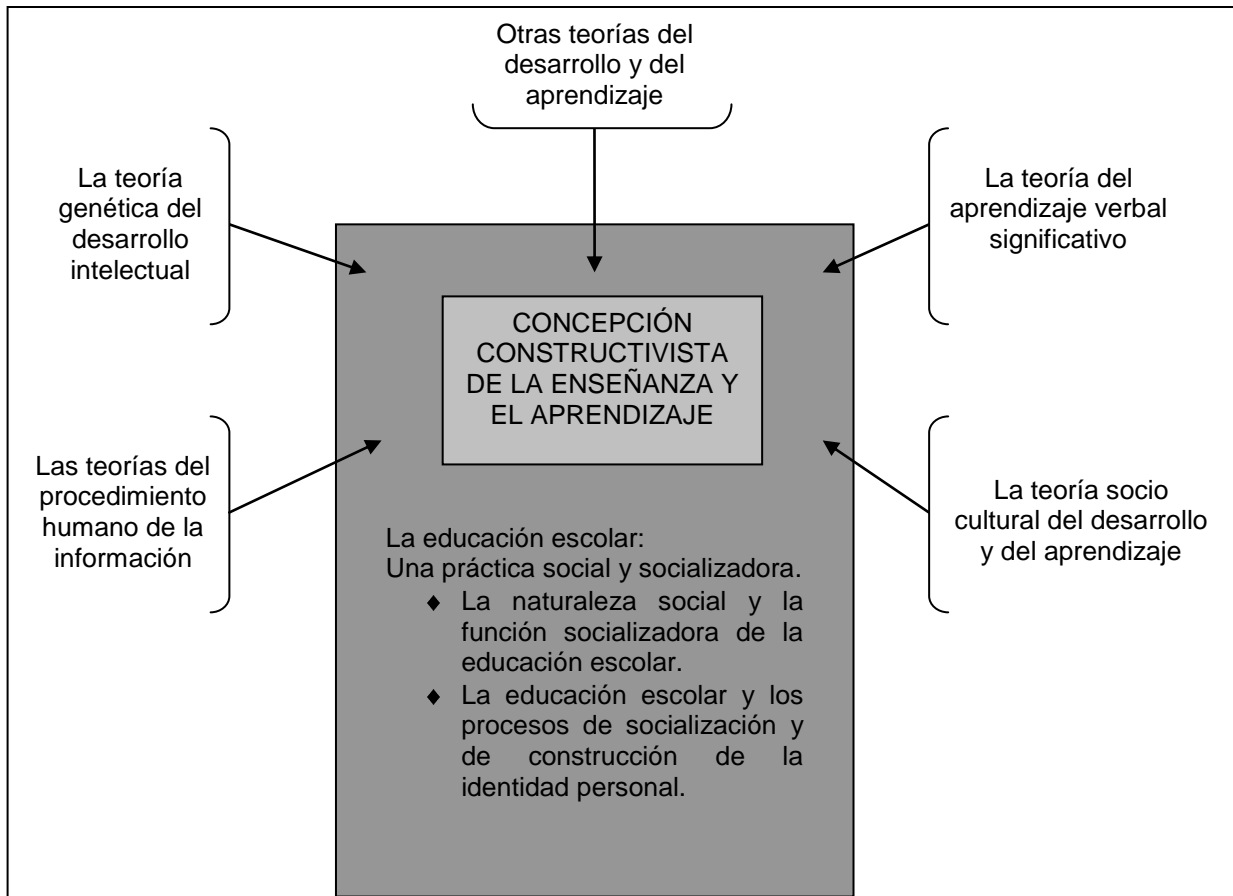 Otras teorías del
desarrollo y del
aprendizaje
La teoría
genética del
desarrollo
intelectual
La teoría del
aprendizaje verbal
significativo
CONCEPCIÓN
CONSTRUCTIVISTA
DE LA ENSEÑANZA Y
EL APRENDIZAJE
Las teorías del
procedimiento
humano de la
información
La teoría socio
cultural del desarrollo
y del aprendizaje
La educación escolar:
Una práctica social y socializadora.
♦ La naturaleza social y la
función socializadora de la
educación escolar.
♦ La educación escolar y los
procesos de socialización y
de construcción de la
identidad personal.